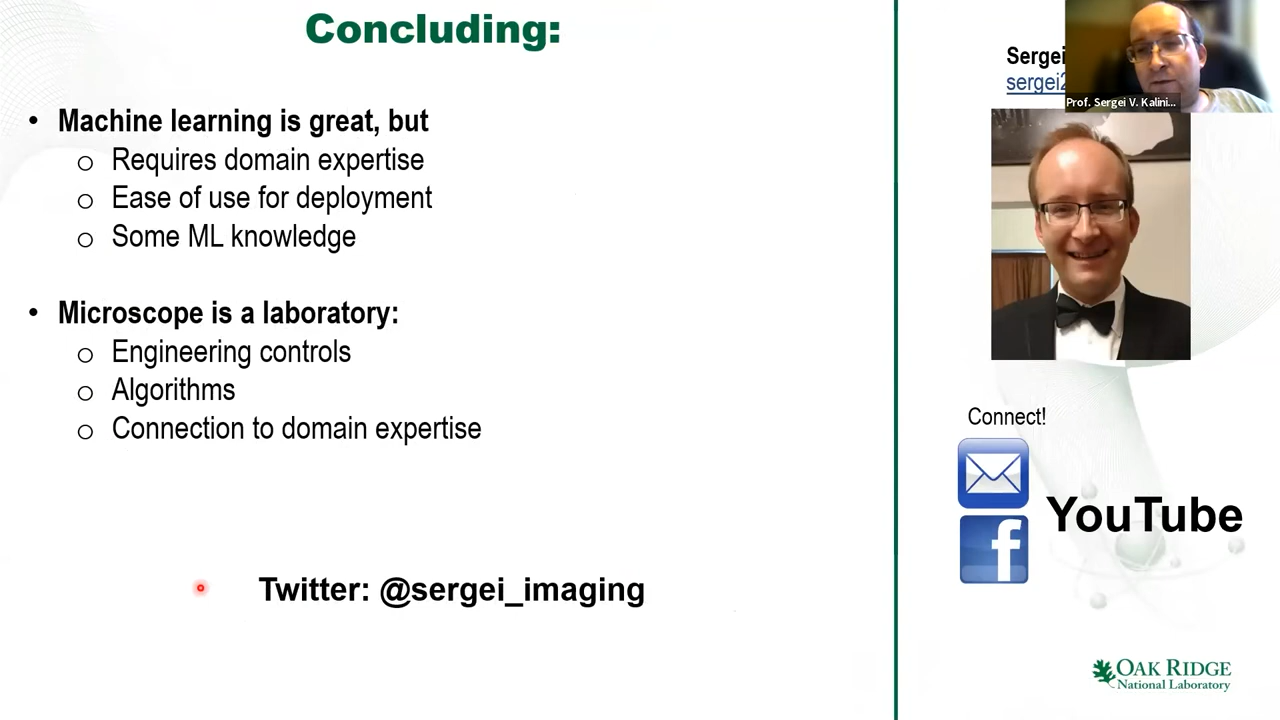 Concluding:
• Machine learning is great, but
o Requires domain expertise
o Ease of use for deployment
o Some ML knowledge
• Microscope is a laboratory:
o Engineering controls
o Algorithms
o Connection to domain expertise
Twitter: @sergei_imaging
Sergei
sergei2
Prof. Sergei V. Kalini...
Connect!
f
YouTube
OAK RIDGE
National Laboratory